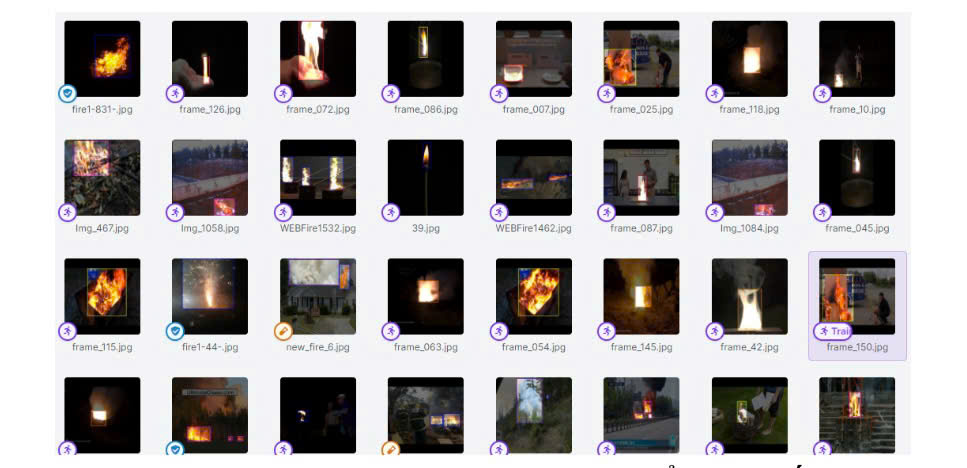 fire1-831-.jpg frame_126.jpg frame_072.jpg frame_086.jpg frame_007.jpg frame_025.jpg frame_118.jpg frame_10.jpg
Img_467.jpg Img_1058.jpg WEBFire1532.jpg 39.jpg WEBFire1462.jpg frame_087.jpg Img_1084.jpg frame_045.jpg
Trai
frame_115.jpg fire1-44-.jpg new_fire_6.jpg frame_063.jpg frame_054.jpg frame_145.jpg frame_42.jpg frame_150.jpg